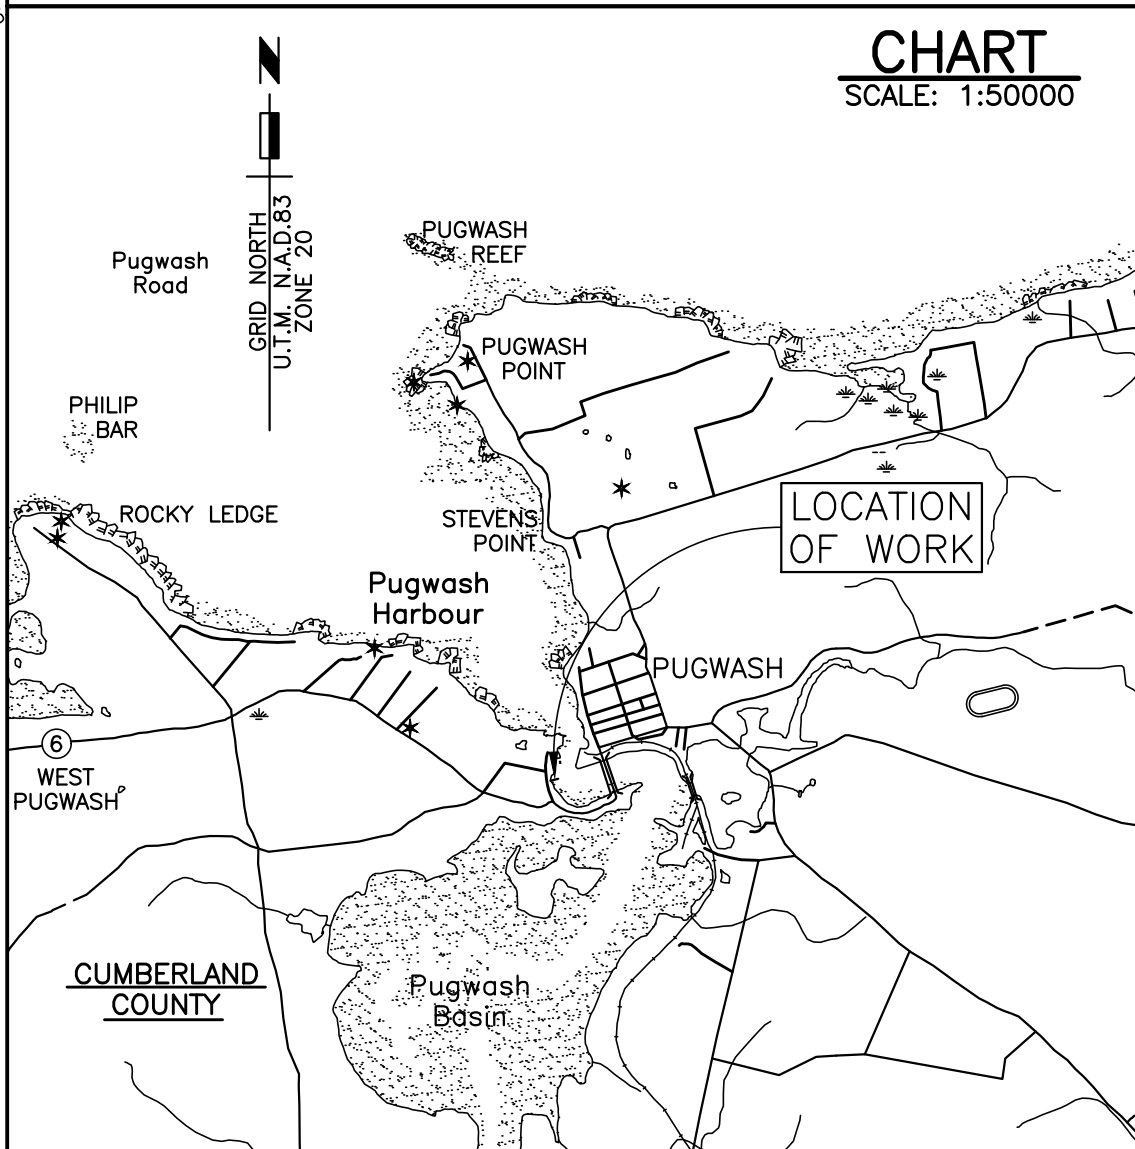 CHART
SCALE: 1:50000
N
GRID NORTH
U.T.M. N.A.D.83
ZONE 20
PUGWASH
REEF
Pugwash
Road
PUGWASH
POINT
PHILIP
BAR
ROCKY LEDGE
STEVENS
POINT
LOCATION
OF WORK
Pugwash
Harbour
PUGWASH
6
WEST
PUGWASH
CUMBERLAND
COUNTY
Pugwash
Basin